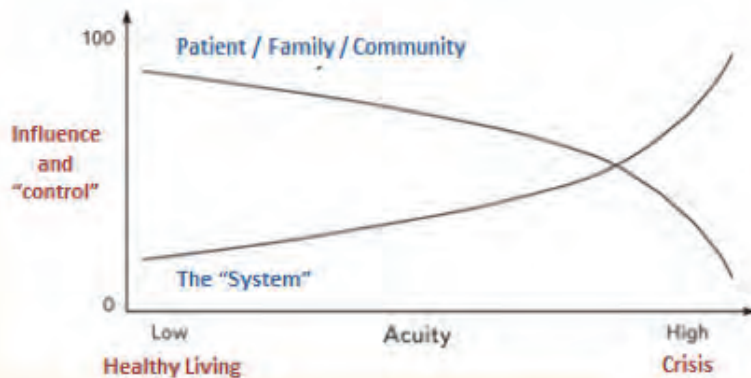 100
Patient / Family / Community
Influence
and
“control”
The “System”
0
Low
Acuity
High
Healthy Living
Crisis